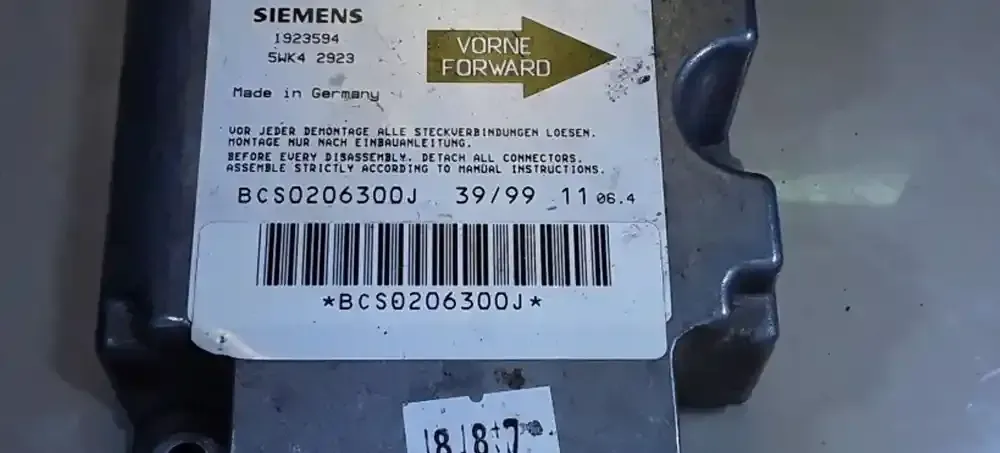 SIEMENS
1923594
5WK4 2923
VORNE
FORWARD
Made in Germany
VOR JEDER DEMONTAGE ALLE STECKVERBINDUNGEN LOESEN.
MONTAGE NUR NACH EINBAUANLEITUNG.
BEFORE EVERY DISASSEMBLY. DETACH ALL CONNECTORS.
ASSEMBLE STRICTLY ACCORDING TO MANUAL INSTRUCTIONS.
BCS0206300J 39/99 11 06.4
*BCS0206300J*